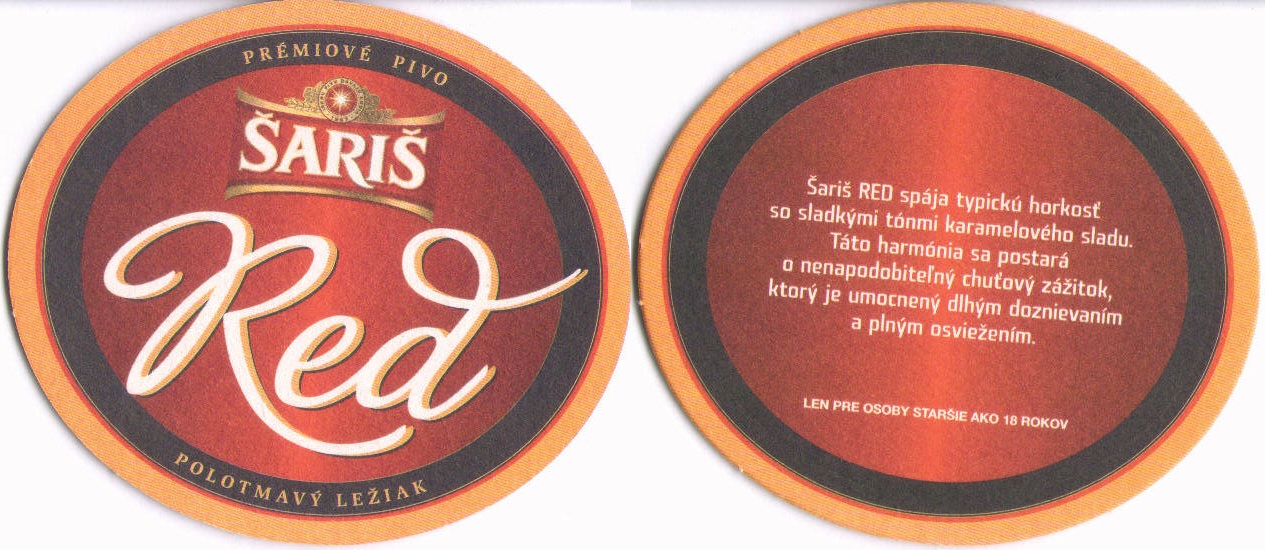 PRÉMIOVÉ PIVO
ŠARIŠ
Red
POLOTMAVÝ LEŽIAK
Šariš RED spája typickú horkosť
so sladkými tónmi karamelového sladu.
Táto harmónia sa postará
o nenapodobiteľný chuťový zážitok,
ktorý je umocnený dlhým doznievaním
a plným osviežením.
LEN PRE OSOBY STARŠIE AKO 18 ROKOV